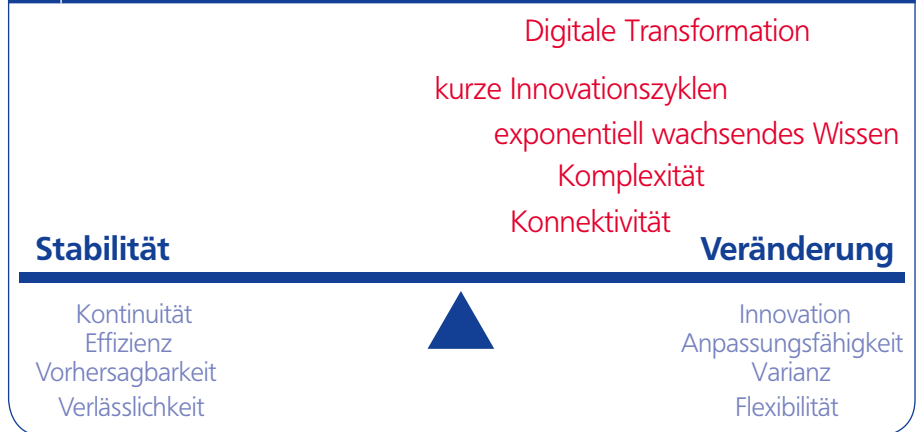 Digitale Transformation
kurze Innovationszyklen
exponentiell wachsendes Wissen
Komplexität
Konnektivität
Stabilität
Veränderung
Kontinuität
Effizienz
Vorhersagbarkeit
Verlässlichkeit
Innovation
Anpassungsfähigkeit
Varianz
Flexibilität